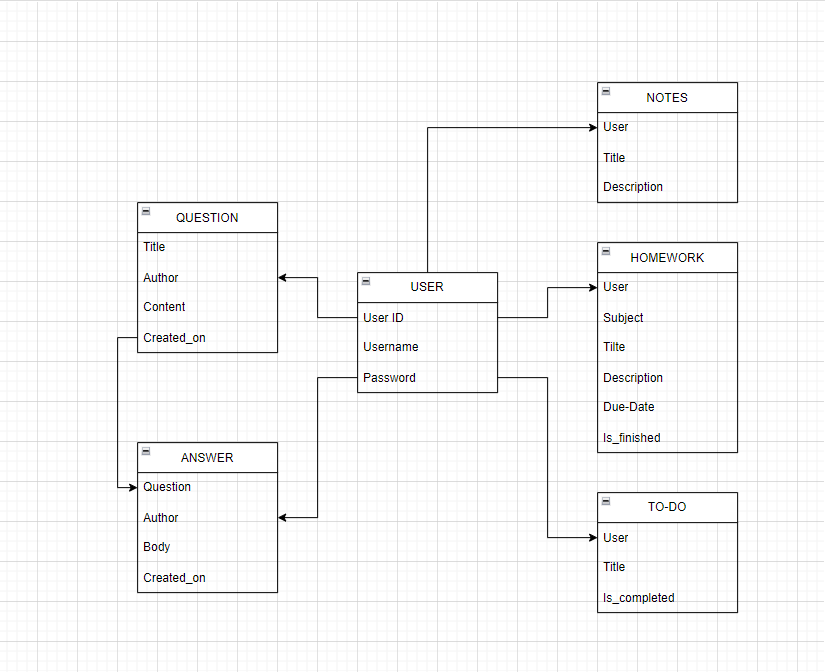 NOTES
User
Title
Description
QUESTION
Title
Author
Content
Created_on
USER
User ID
Username
Password
HOMEWORK
User
Subject
Tilte
Description
Due-Date
Is_finished
ANSWER
Question
Author
Body
Created_on
TO-DO
User
Title
Is_completed